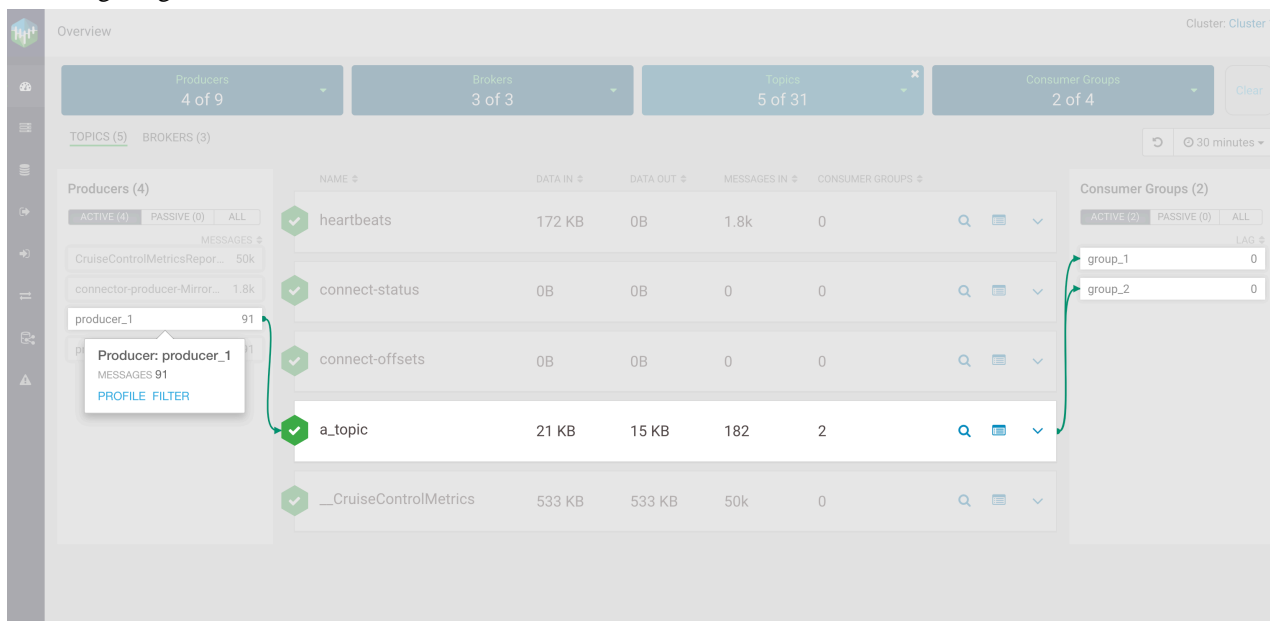 Overview
Cluster: Cluster
Producers
4 of 9
Brokers
3 of 3
Topics
5 of 31
Consumer Groups
2 of 4
Clear
TOPICS (5) BROKERS (3)
30 minutes
Producers (4)
ACTIVE (4) PASSIVE (0) ALL
MESSAGES
CruiseControlMetricsRepor... 50k
connector-producer-Mirror... 1.8k
producer_1 91
Producer: producer_1
MESSAGES 91
PROFILE FILTER
NAME DATA IN DATA OUT MESSAGES IN CONSUMER GROUPS
heartbeats 172 KB 0B 1.8k 0
connect-status 0B 0B 0 0
connect-offsets 0B 0B 0 0
a_topic 21 KB 15 KB 182 2
__CruiseControlMetrics 533 KB 533 KB 50k 0
Consumer Groups (2)
ACTIVE (2) PASSIVE (0) ALL
LAG
group_1 0
group_2 0